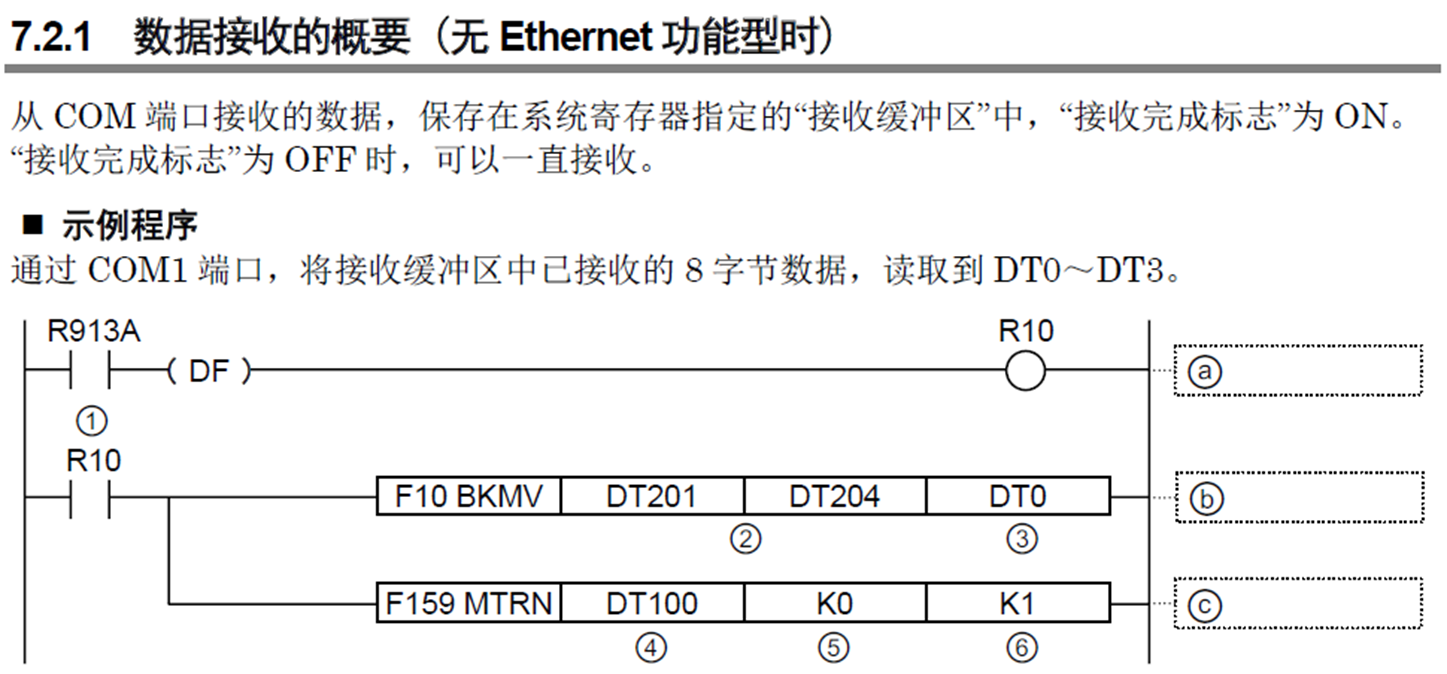 7.2.1 数据接收的概要（无 Ethernet 功能型时）
从 COM 端口接收的数据，保存在系统寄存器指定的“接收缓冲区”中，“接收完成标志”为 ON。
“接收完成标志”为 OFF 时，可以一直接收。
■ 示例程序
通过 COM1 端口，将接收缓冲区中已接收的 8 字节数据，读取到 DT0～DT3。
R913A R10
( DF ) ⓐ
①
R10
F10 BKMV DT201 DT204 DT0 ⓑ
② ③
F159 MTRN DT100 K0 K1 ⓒ
④ ⑤ ⑥